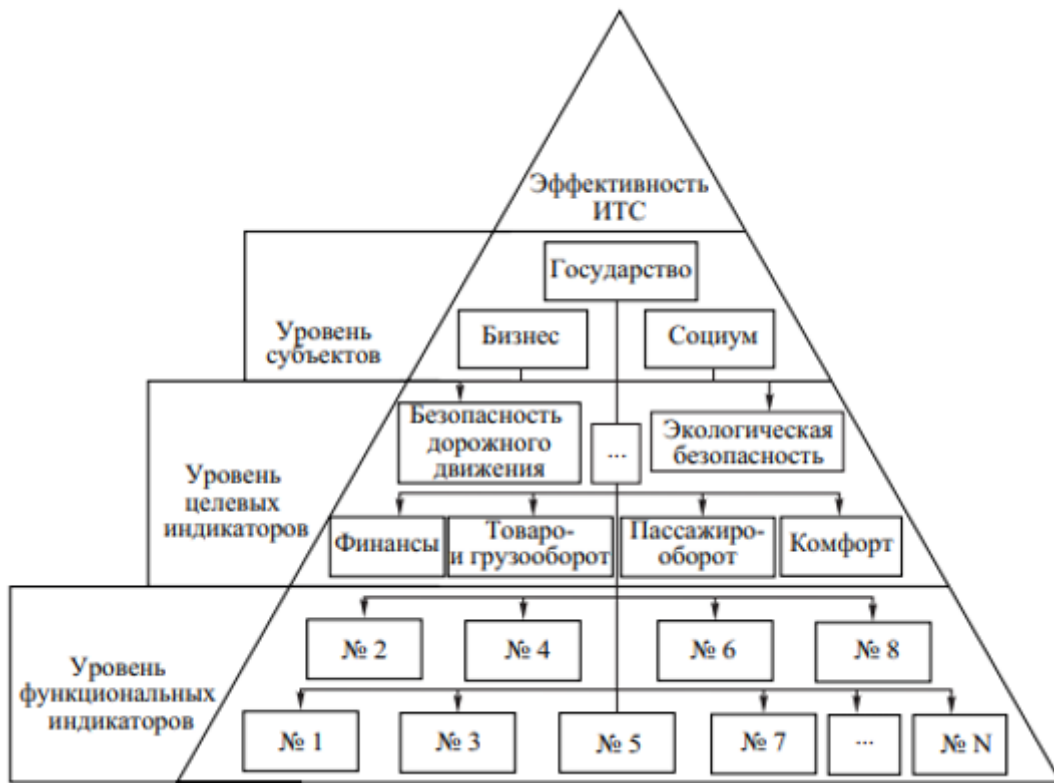 Эффективность
ИТС
Государство
Уровень
субъектов
Бизнес
Социум
Безопасность
дорожного
движения
...
Экологическая
безопасность
Уровень
целевых
индикаторов
Финансы
Товаро-
и грузооборот
Пассажиро-
оборот
Комфорт
№ 2
№ 4
№ 6
№ 8
Уровень
функциональных
индикаторов
№ 1
№ 3
№ 5
№ 7
...
№ N